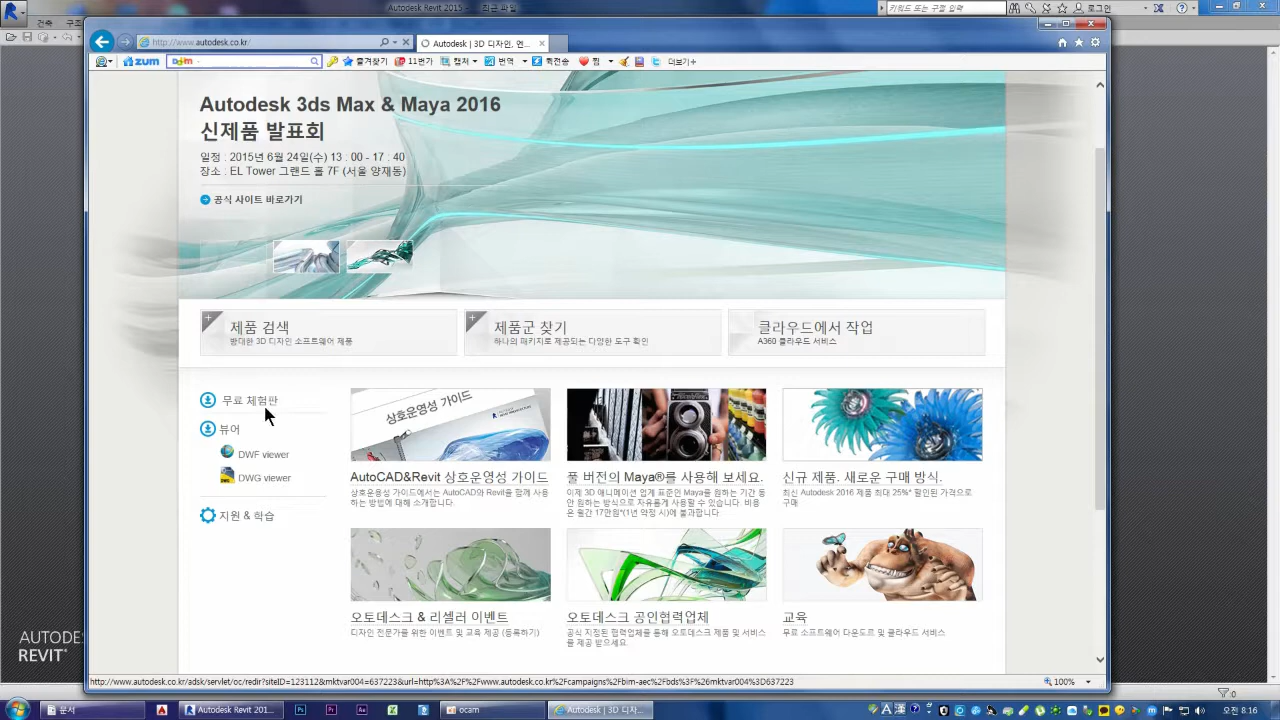 Autodesk Revit 2015 -
최근 파일
키워드 또는 구절 입력
로그인
건축
구조
http://www.autodesk.co.kr/
Autodesk | 3D 디자인, 엔...
zum
Daum
즐겨찾기
11번가
캡처
번역
퀵전송
찜
더보기+
Autodesk 3ds Max & Maya 2016
신제품 발표회
일정 : 2015년 6월 24일(수) 13 : 00 - 17 : 40
장소 : EL Tower 그랜드 홀 7F (서울 양재동)
공식 사이트 바로가기
제품 검색
방대한 3D 디자인 소프트웨어 제품
제품군 찾기
하나의 패키지로 제공되는 다양한 도구 확인
클라우드에서 작업
A360 클라우드 서비스
무료 체험판
뷰어
DWF viewer
DWG viewer
지원 & 학습
상호운영성 가이드
AutoCAD&Revit 상호운영성 가이드
상호운용성 가이드에서는 AutoCAD와 Revit을 함께 사용
하는 방법에 대해 소개합니다.
풀 버전의 Maya®를 사용해 보세요.
이제 3D 애니메이션 업계 표준인 Maya을 원하는 기간 동
안 원하는 방식으로 자유롭게 사용할 수 있습니다. 비용
은 월간 17만원*(1년 약정 시)에 불과합니다
신규 제품. 새로운 구매 방식.
최신 Autodesk 2016 제품 최대 25%* 할인된 가격으로
구매
오토데스크 & 리셀러 이벤트
디자인 전문가를 위한 이벤트 및 교육 제공 (등록하기)
오토데스크 공인협력업체
공식 지정된 협력업체를 통해 오토데스크 제품 및 서비스
를 제공 받으세요.
교육
무료 소프트웨어 다운로드 및 클라우드 서비스
AUTODES
REVIT®
http://www.autodesk.co.kr/adsk/servlet/oc/redir?siteID=123112&mktvar004=637223&url=http%3A%2F%2Fwww.autodesk.co.kr%2fcampaigns%2fbim-aec%2fbds%3F%26mktvar004%3D637223
100%
:0
문서
Autodesk Revit 201...
ocam
Autodesk | 3D 디자...
오전 8:16